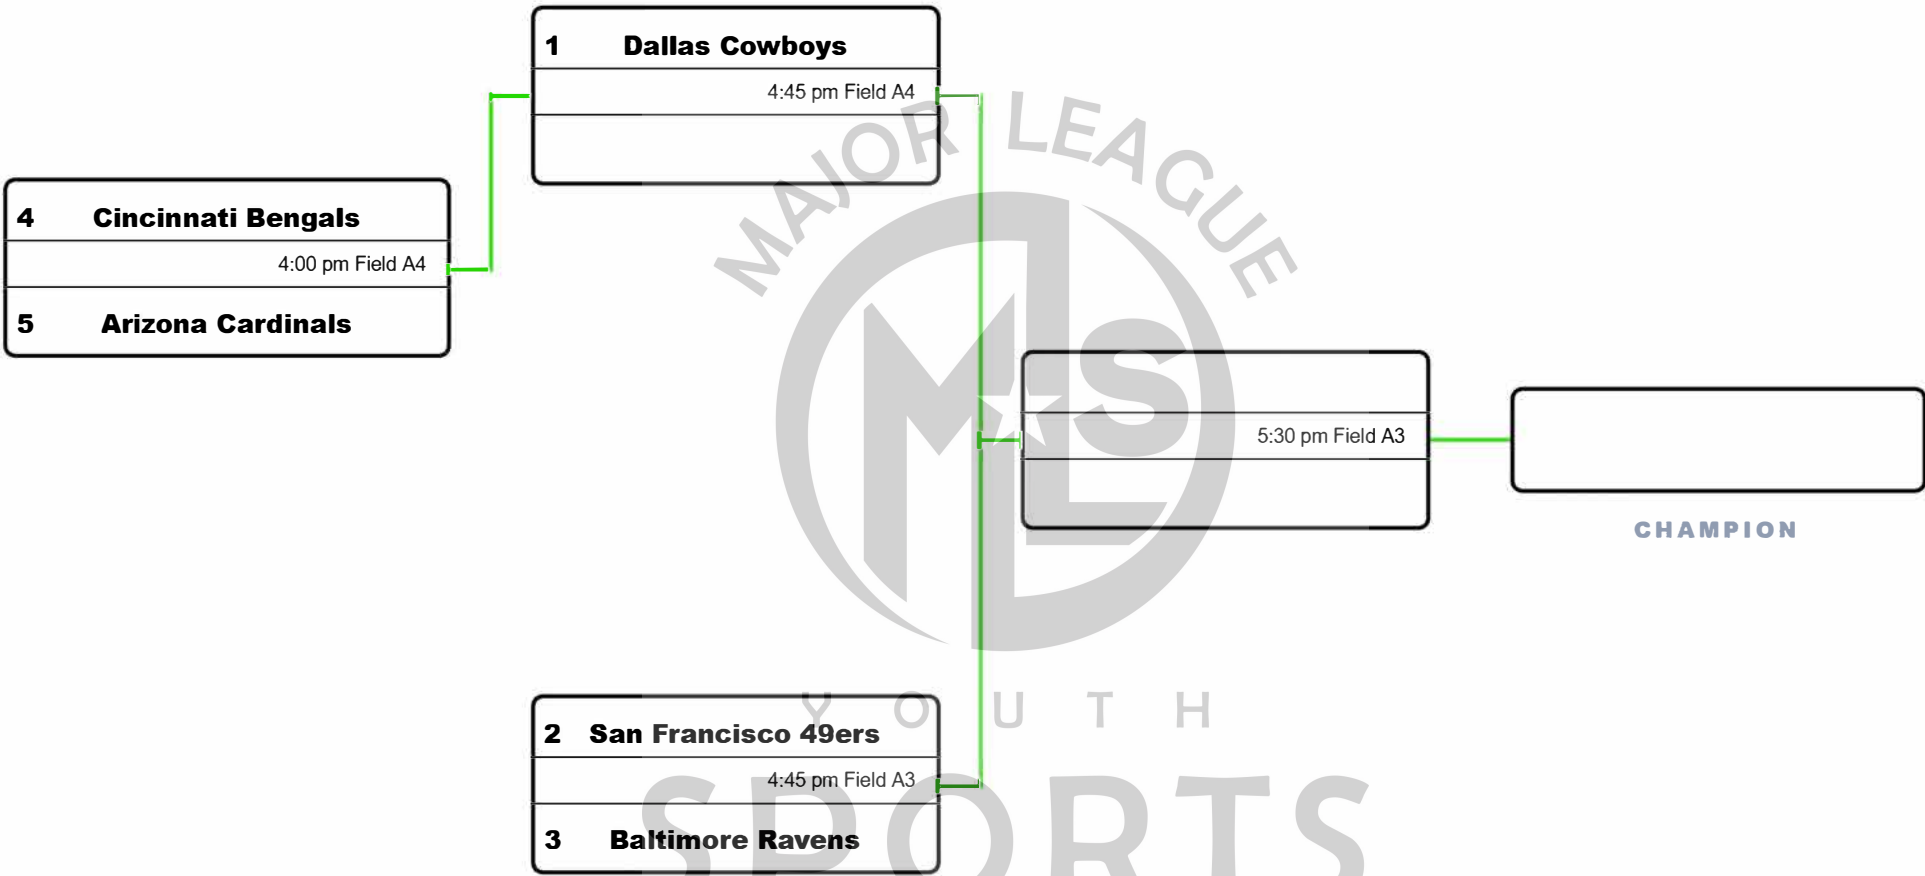 1 Dallas Cowboys
4:45 pm Field A4
4 Cincinnati Bengals
4:00 pm Field A4
5 Arizona Cardinals
5:30 pm Field A3
CHAMPION
2 San Francisco 49ers
4:45 pm Field A3
3 Baltimore Ravens
MAJOR LEAGUE
MLS
YOUTH
SPORTS